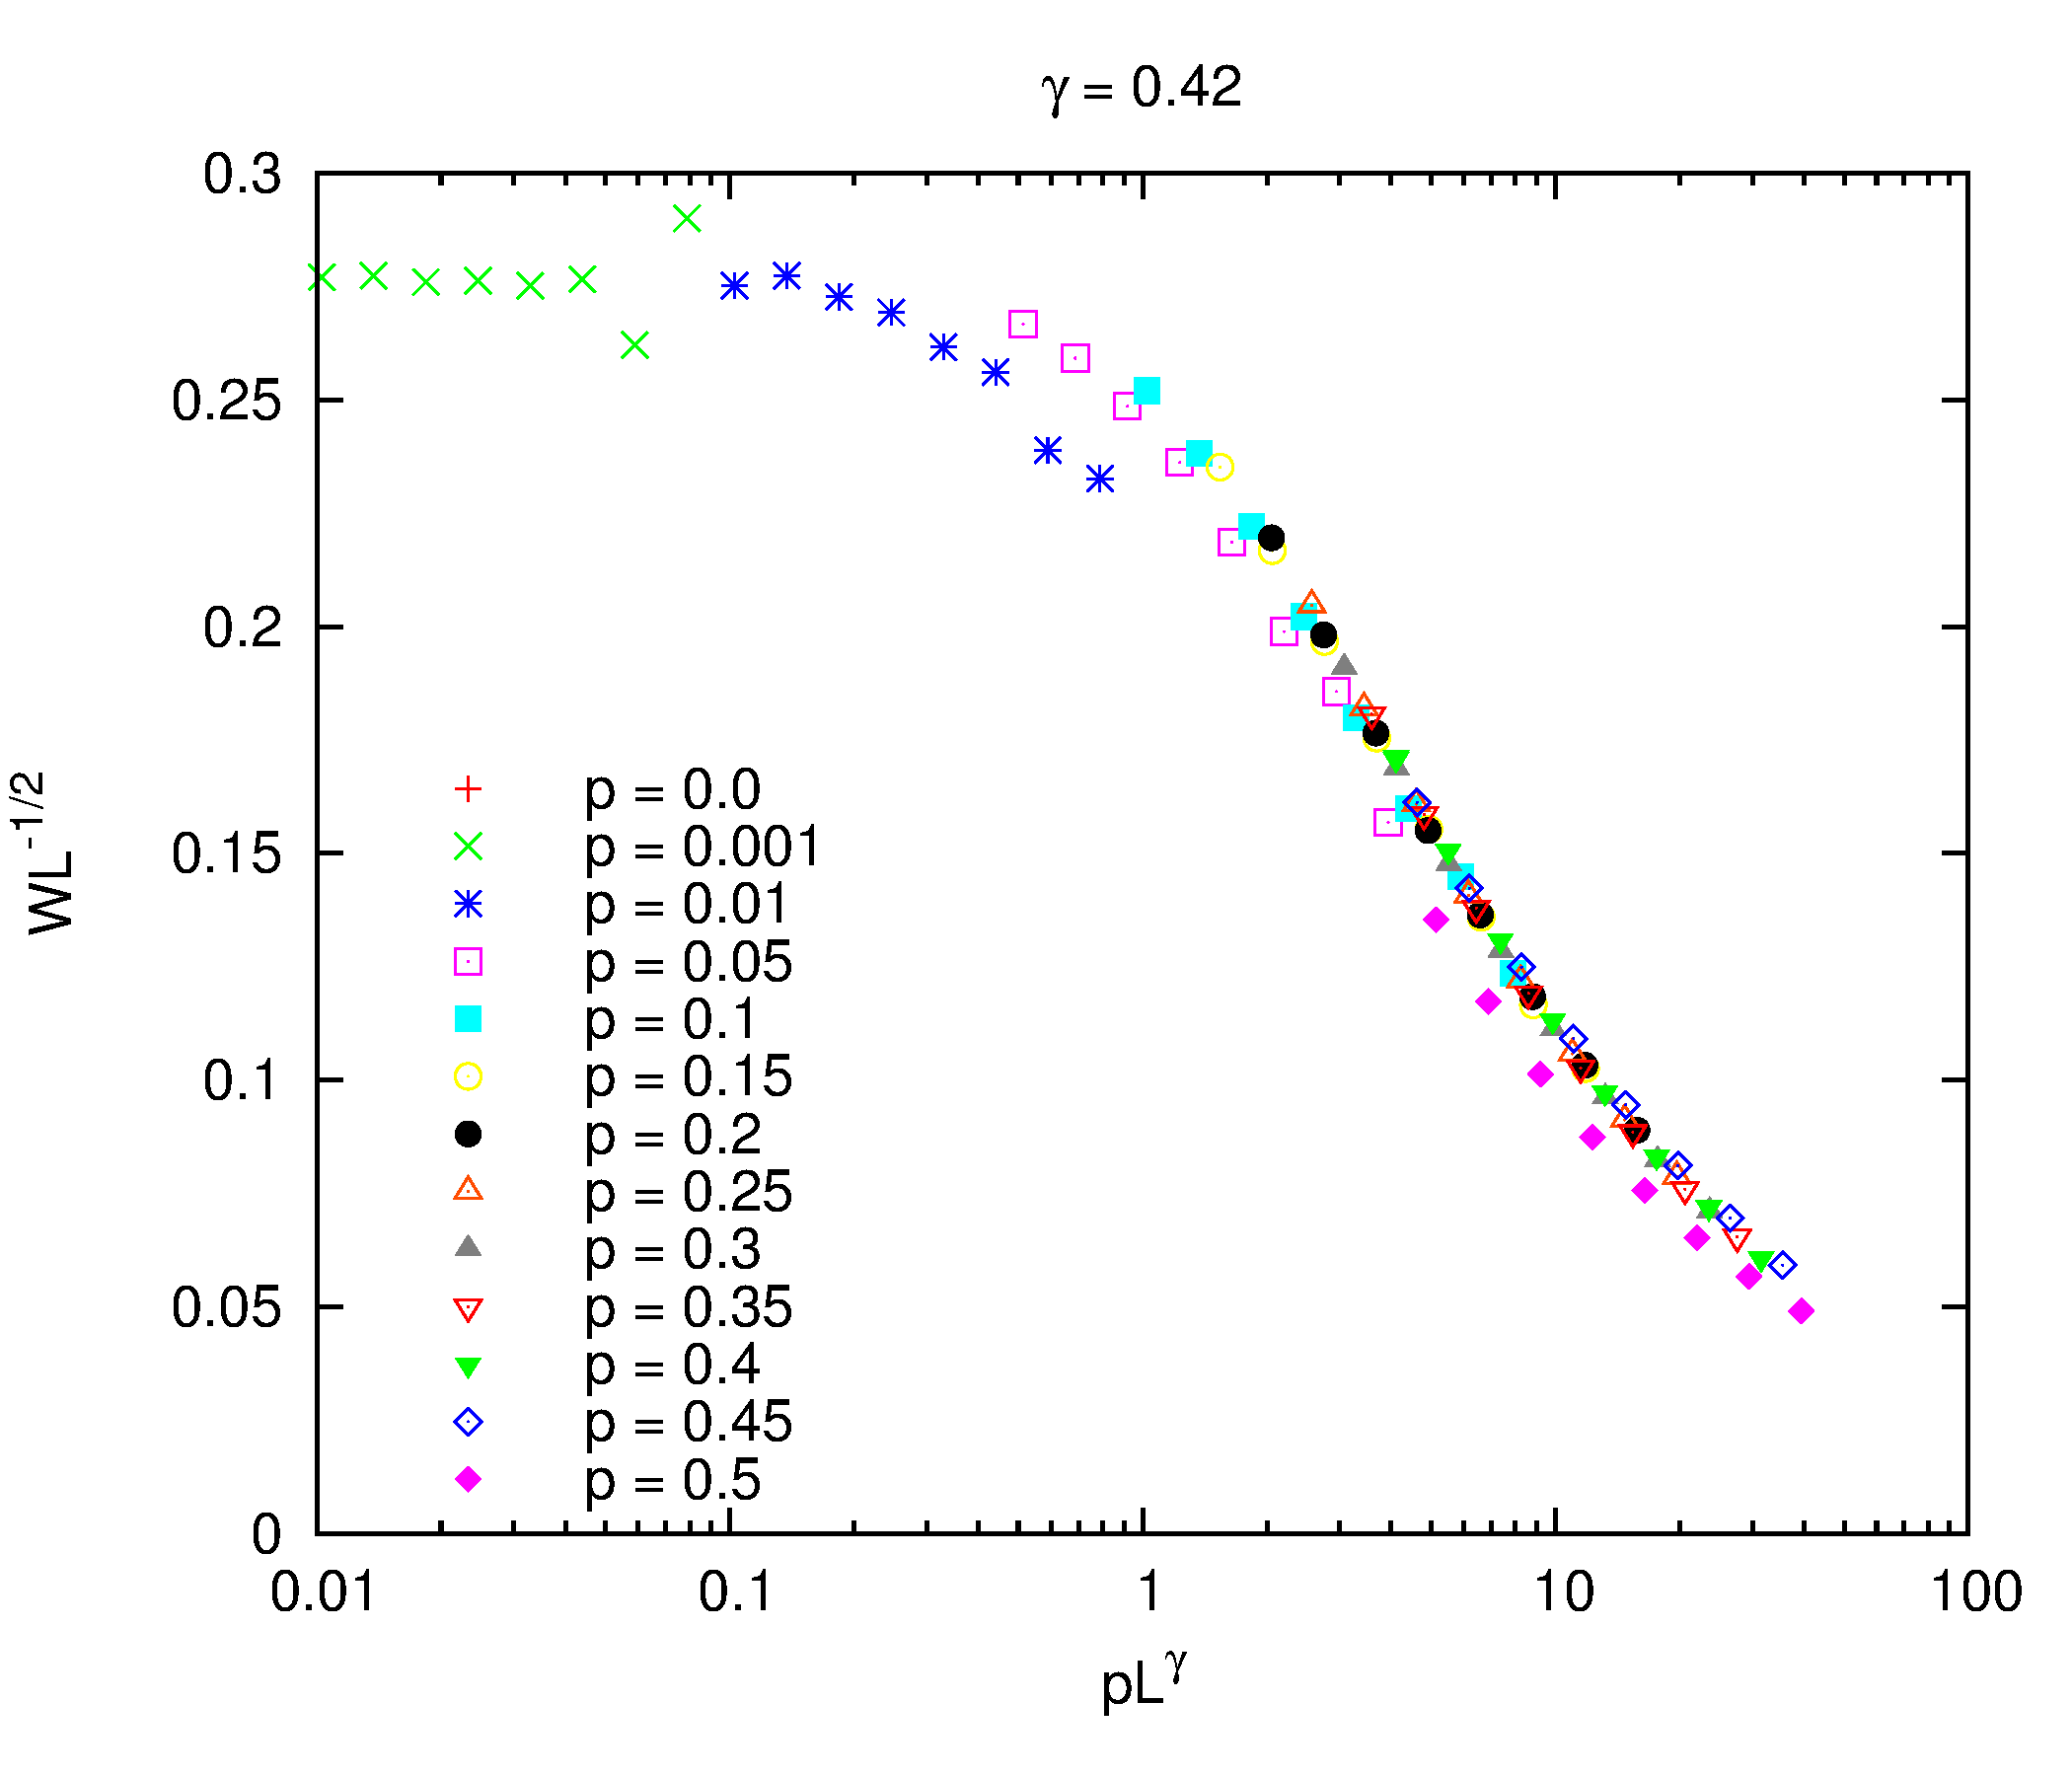 γ = 0.42
0.3
0.25
0.2
0.15
0.1
0.05
0
WL^-1/2
p = 0.0
p = 0.001
p = 0.01
p = 0.05
p = 0.1
p = 0.15
p = 0.2
p = 0.25
p = 0.3
p = 0.35
p = 0.4
p = 0.45
p = 0.5
0.01 0.1 1 10 100
pL^γ